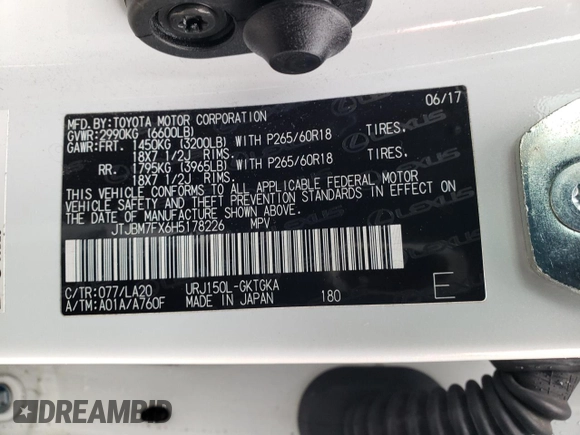 MFD.BY:TOYOTA MOTOR CORPORATION 06/17
GVWR:2990KG (6600LB)
GAWR:FRT. 1450KG (3200LB) WITH P265/60R18 TIRES.
18X7 1/2J RIMS.
RR. 1795KG (3965LB) WITH P265/60R18 TIRES.
18X7 1/2J RIMS.
THIS VEHICLE CONFORMS TO ALL APPLICABLE FEDERAL MOTOR
VEHICLE SAFETY AND THEFT PREVENTION STANDARDS IN EFFECT ON
THE DATE OF MANUFACTURE SHOWN ABOVE.
JTJBM7FX6H5178226 MPV
C/TR:077/LA20 URJ150L-GKTGKA
A/TM:A01A/A760F MADE IN JAPAN 180 E
LEXUS
DREAMBID